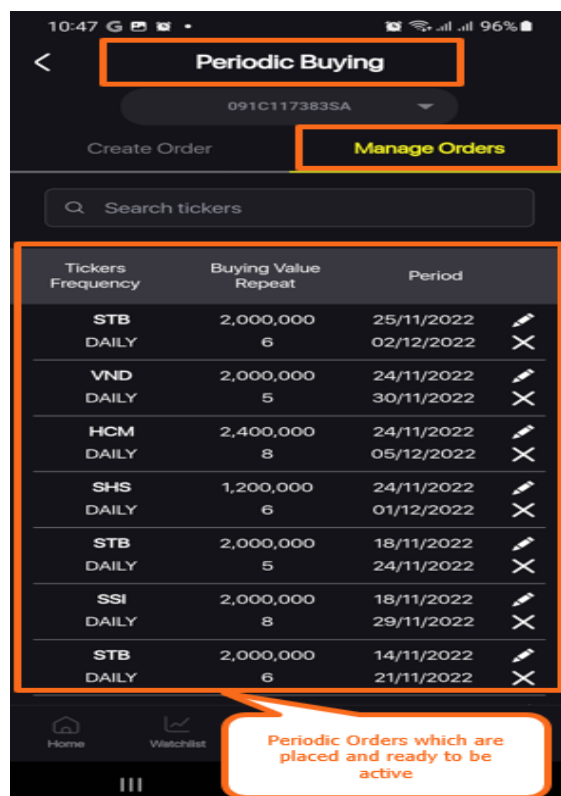 10:47 G 96%
Periodic Buying
091C117383SA
Create Order Manage Orders
Search tickers
Tickers Buying Value Period
Frequency Repeat
STB 2,000,000 25/11/2022
DAILY 6 02/12/2022
VND 2,000,000 24/11/2022
DAILY 5 30/11/2022
HCM 2,400,000 24/11/2022
DAILY 8 05/12/2022
SHS 1,200,000 24/11/2022
DAILY 6 01/12/2022
STB 2,000,000 18/11/2022
DAILY 5 24/11/2022
SSI 2,000,000 18/11/2022
DAILY 8 29/11/2022
STB 2,000,000 14/11/2022
DAILY 6 21/11/2022
Home Watchlist
Periodic Orders which are
placed and ready to be
active